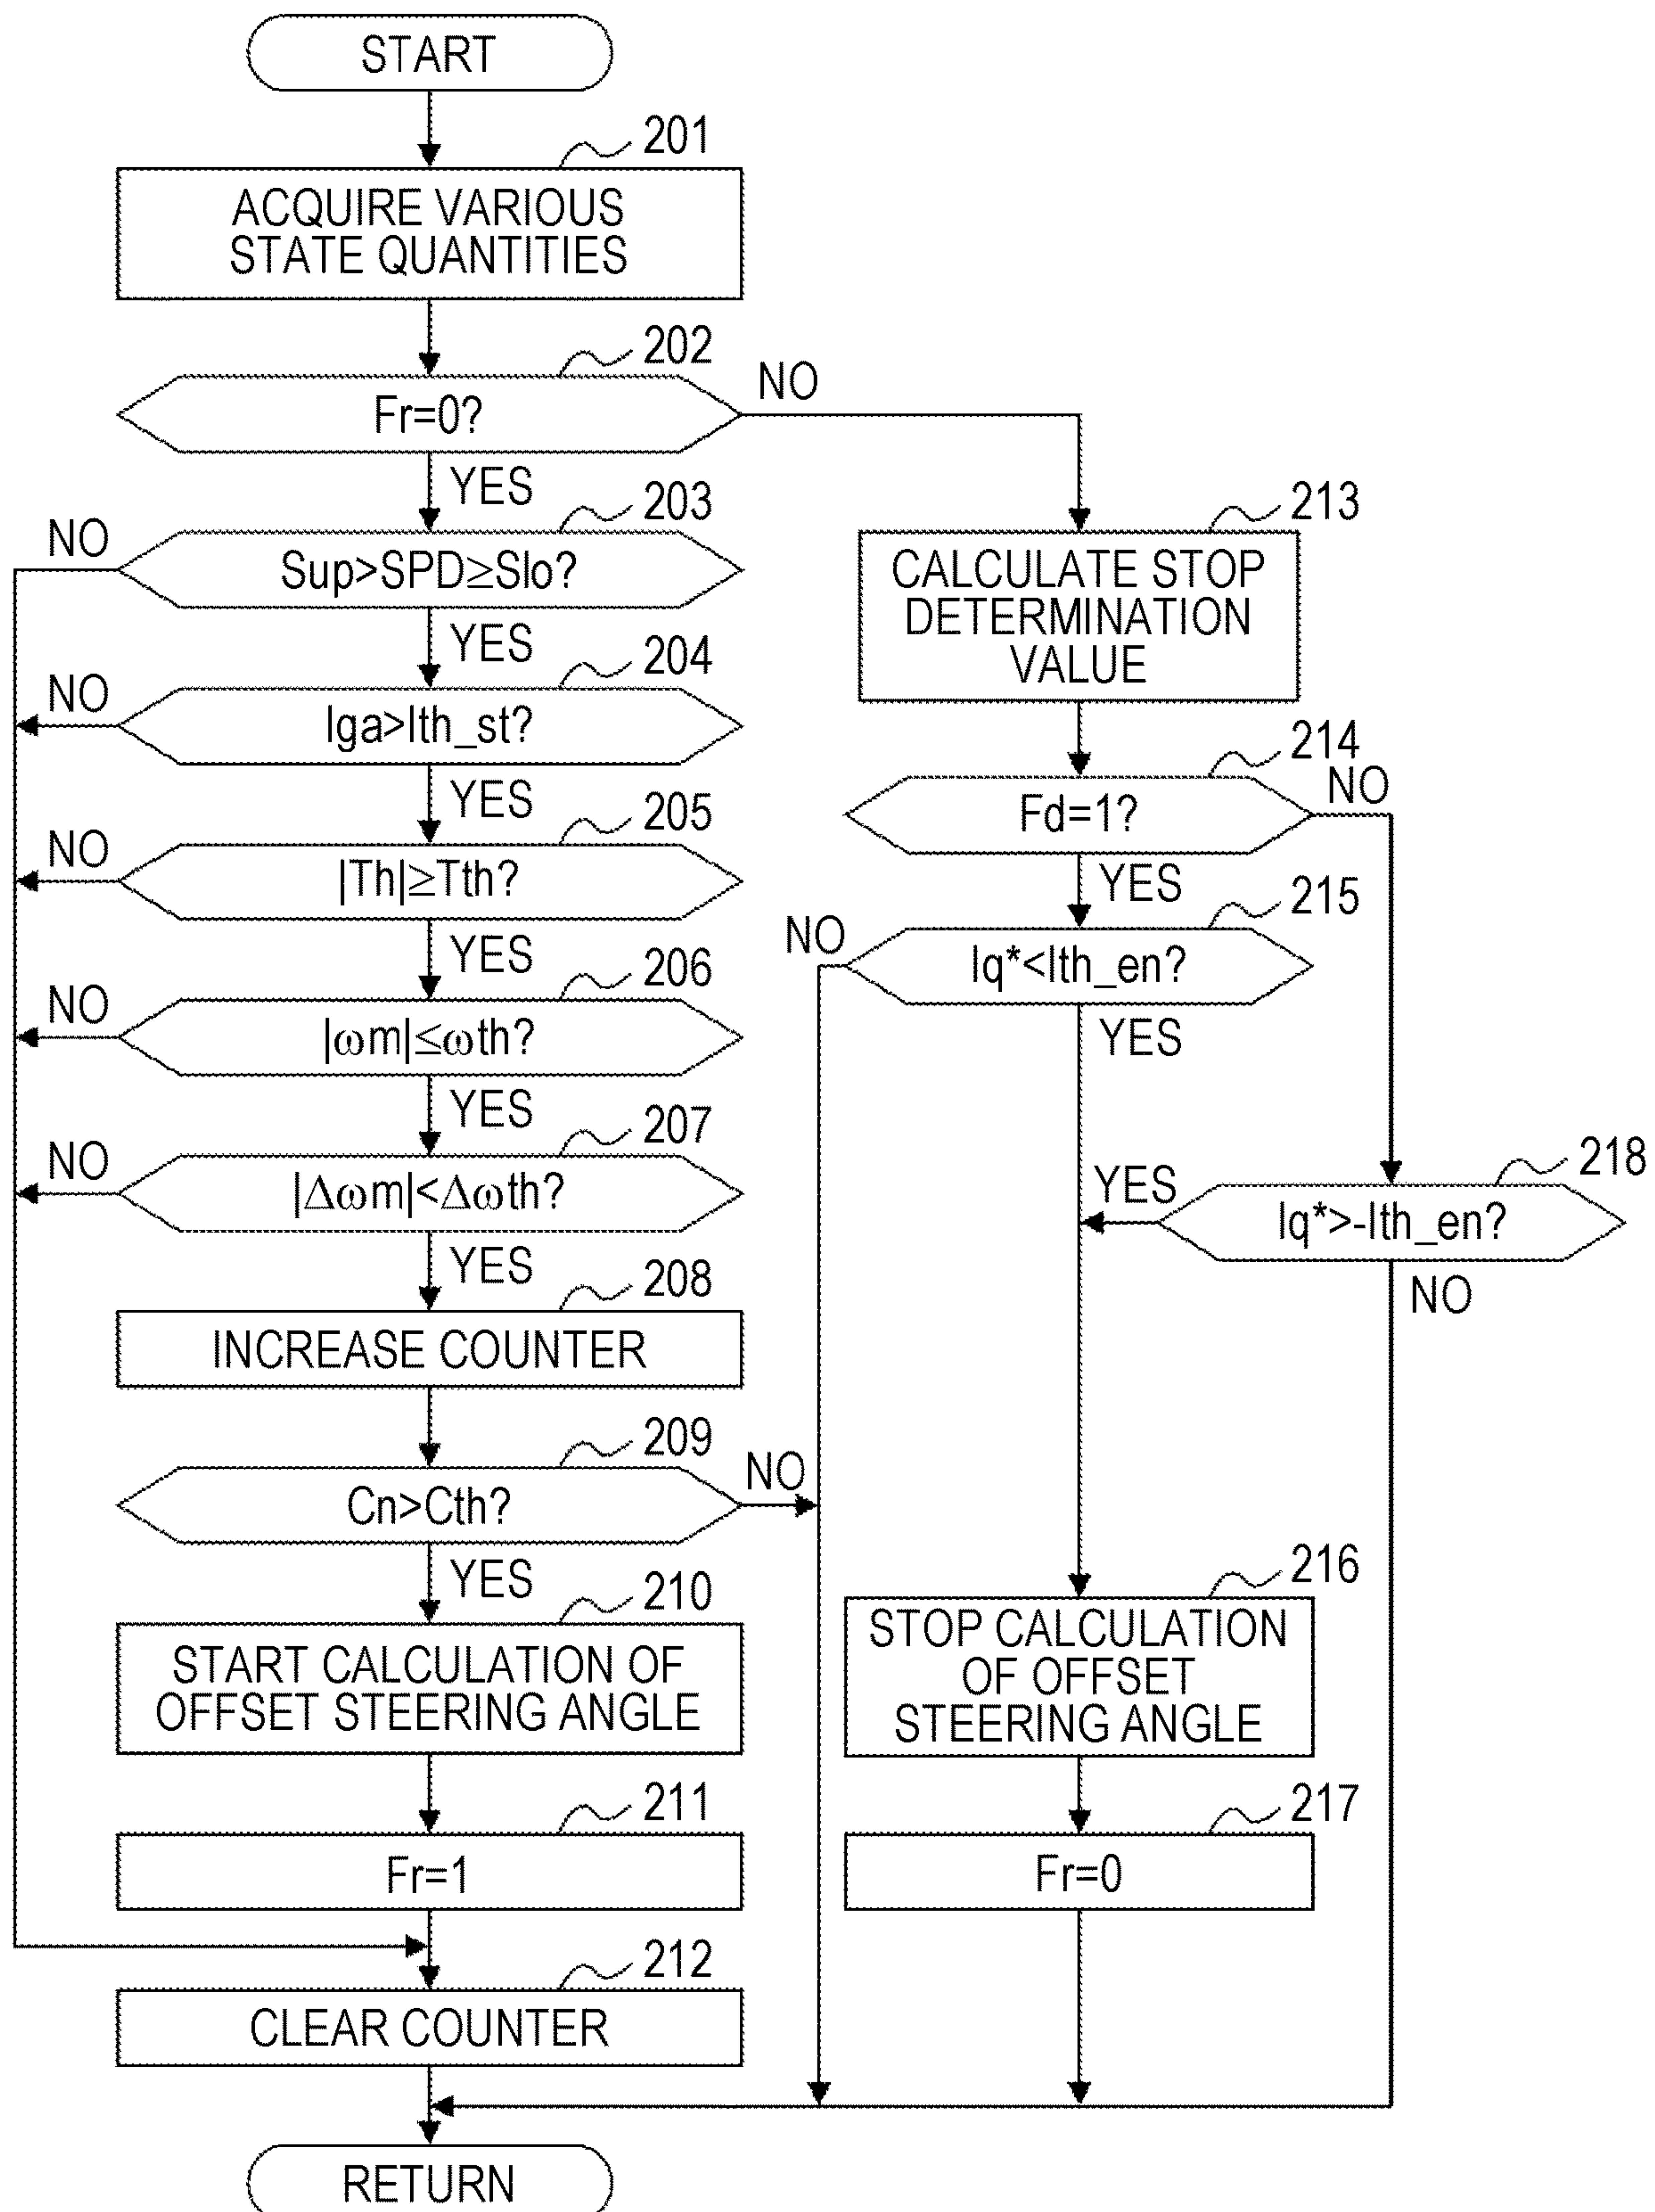 START
201
ACQUIRE VARIOUS
STATE QUANTITIES
202
Fr=0?
NO
YES
203
NO
Sup>SPD≥Slo?
YES
204
NO
Iga>Ith_st?
YES
205
NO
|Th|≥Tth?
YES
206
NO
|ωm|≤ωth?
YES
207
NO
|Δωm|<Δωth?
YES
208
INCREASE COUNTER
209
Cn>Cth?
NO
YES
210
START CALCULATION OF
OFFSET STEERING ANGLE
211
Fr=1
212
CLEAR COUNTER
RETURN
213
CALCULATE STOP
DETERMINATION
VALUE
214
Fd=1?
NO
YES
215
NO
Iq*<Ith_en?
YES
218
YES
Iq*>-Ith_en?
NO
216
STOP CALCULATION
OF OFFSET
STEERING ANGLE
217
Fr=0